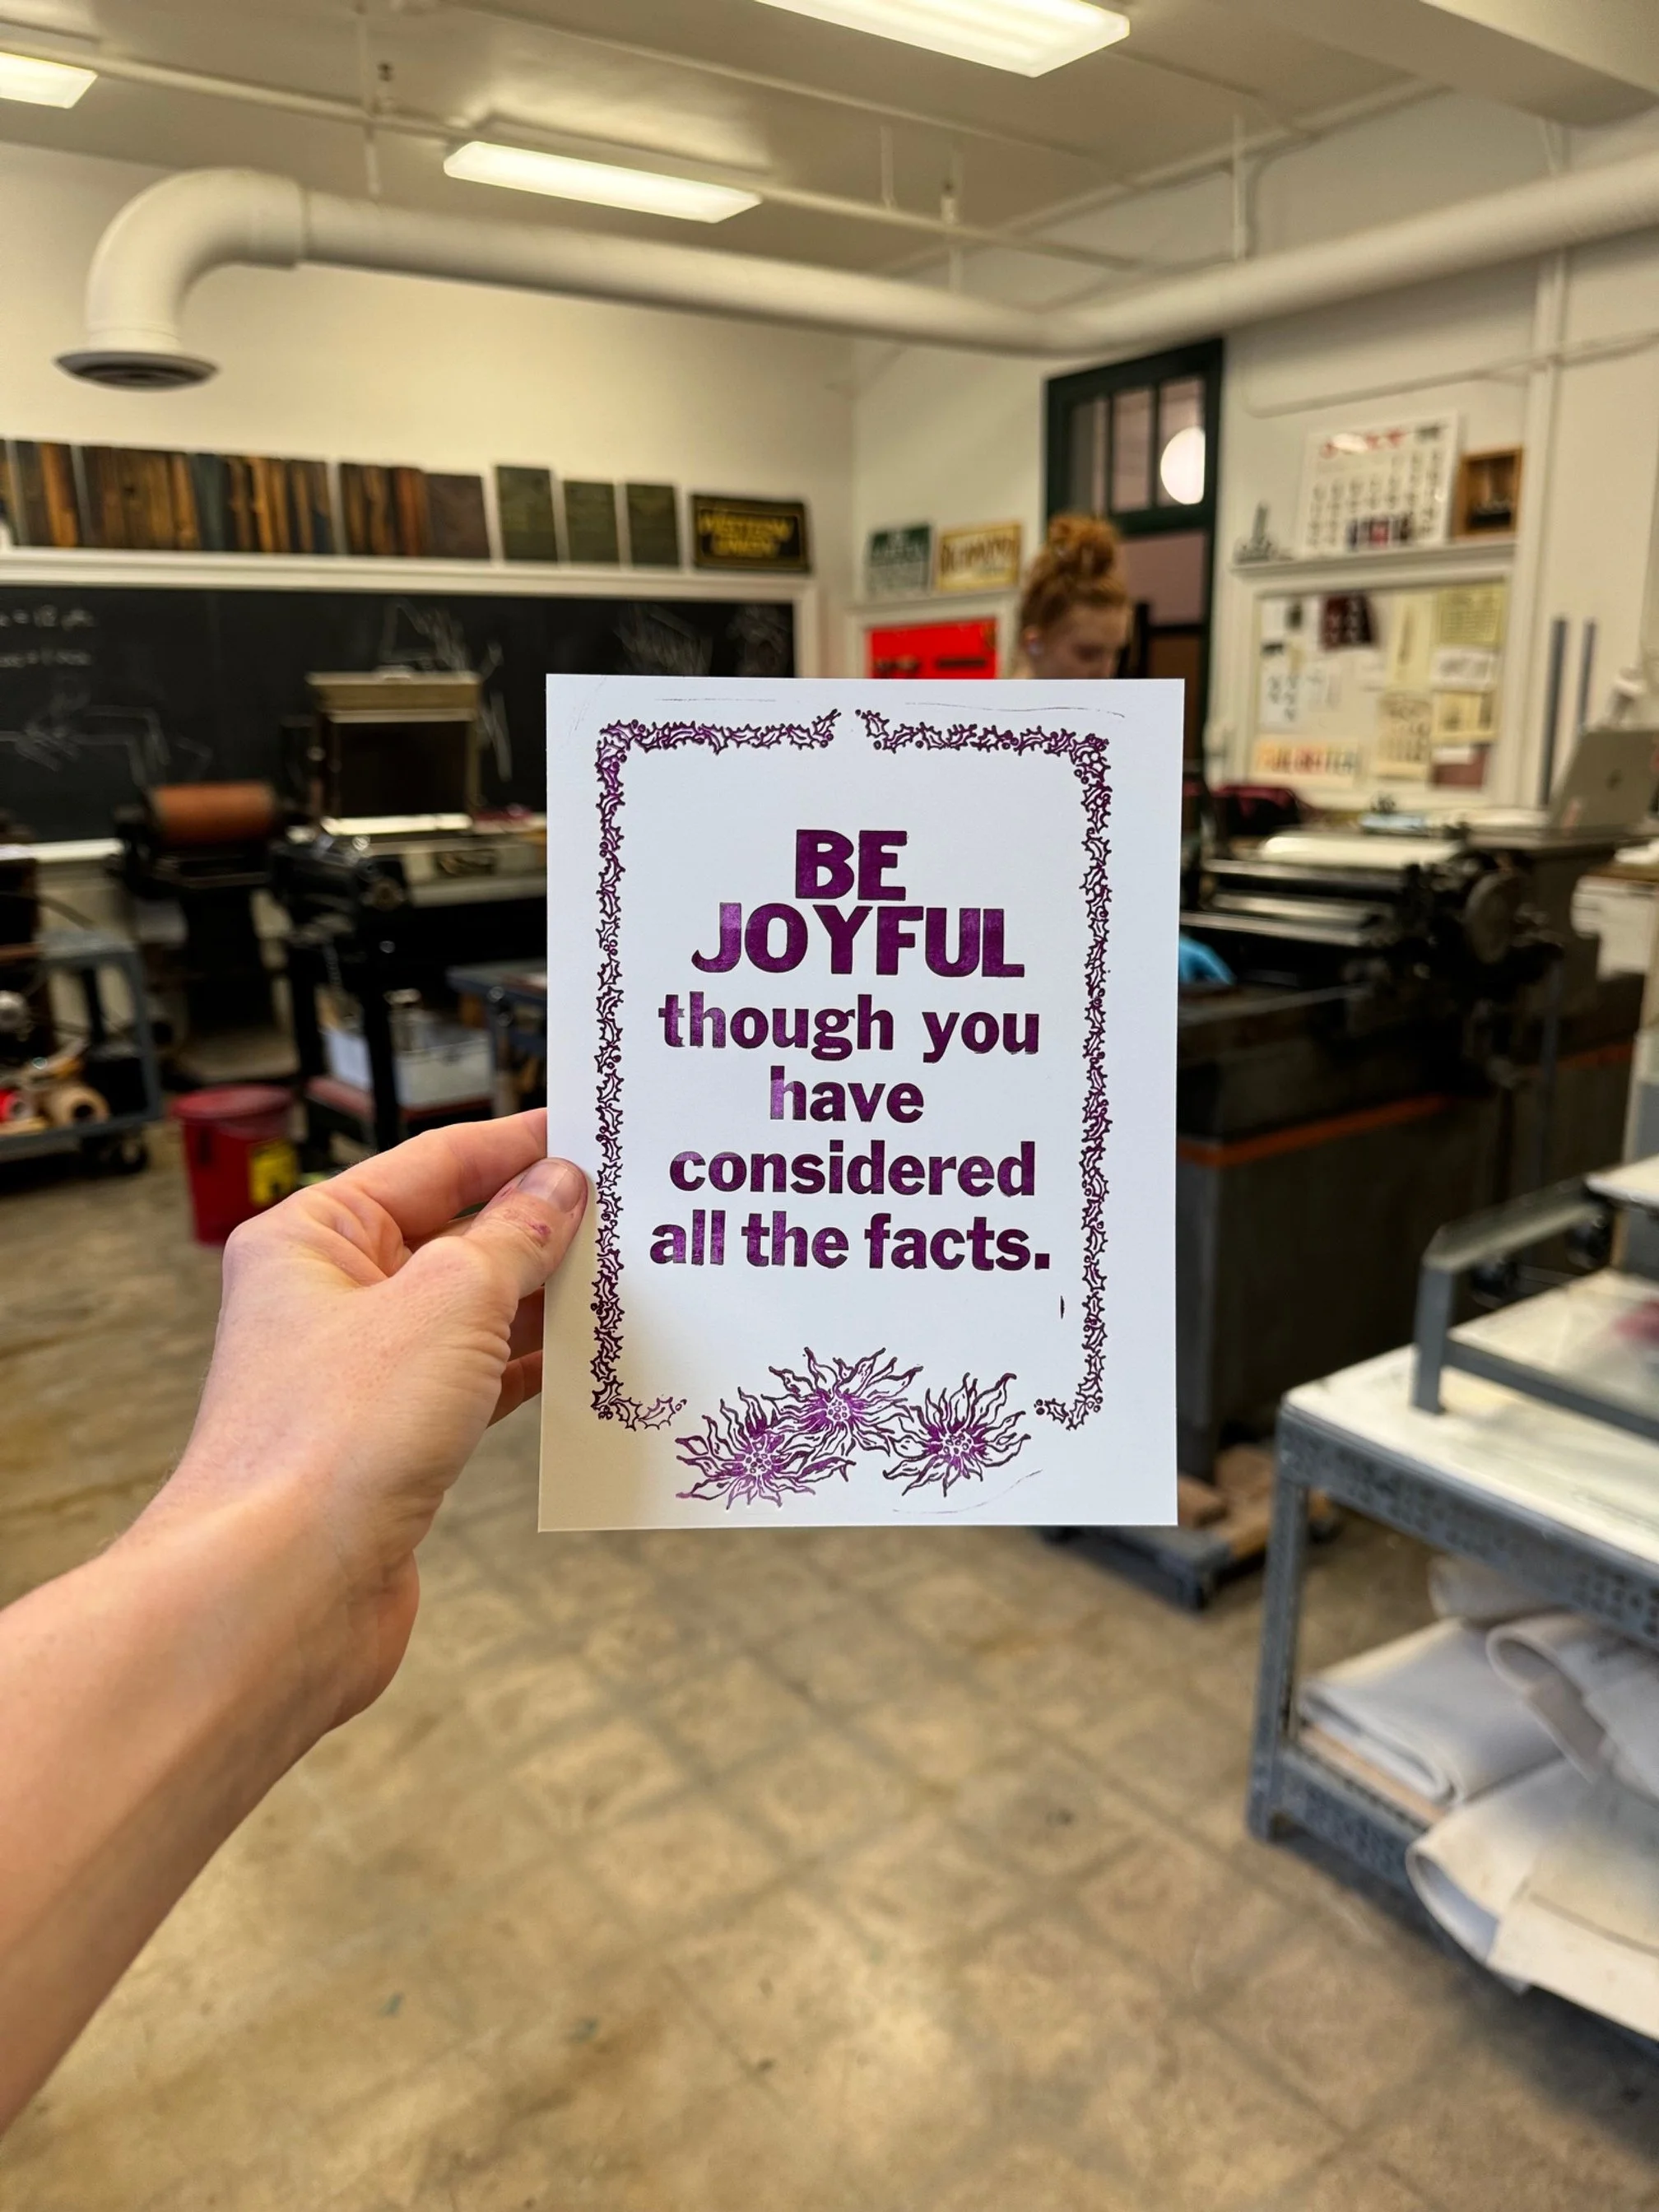 BE
JOYFUL
though you
have
considered
all the facts.